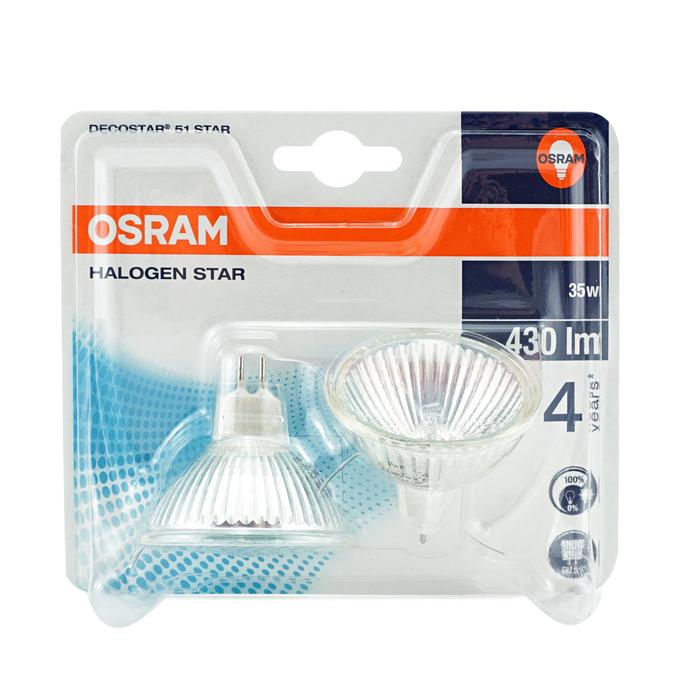 DECOSTAR® 51 STAR
OSRAM
OSRAM
HALOGEN STAR
35w
430 lm
4
years*
100%
0%